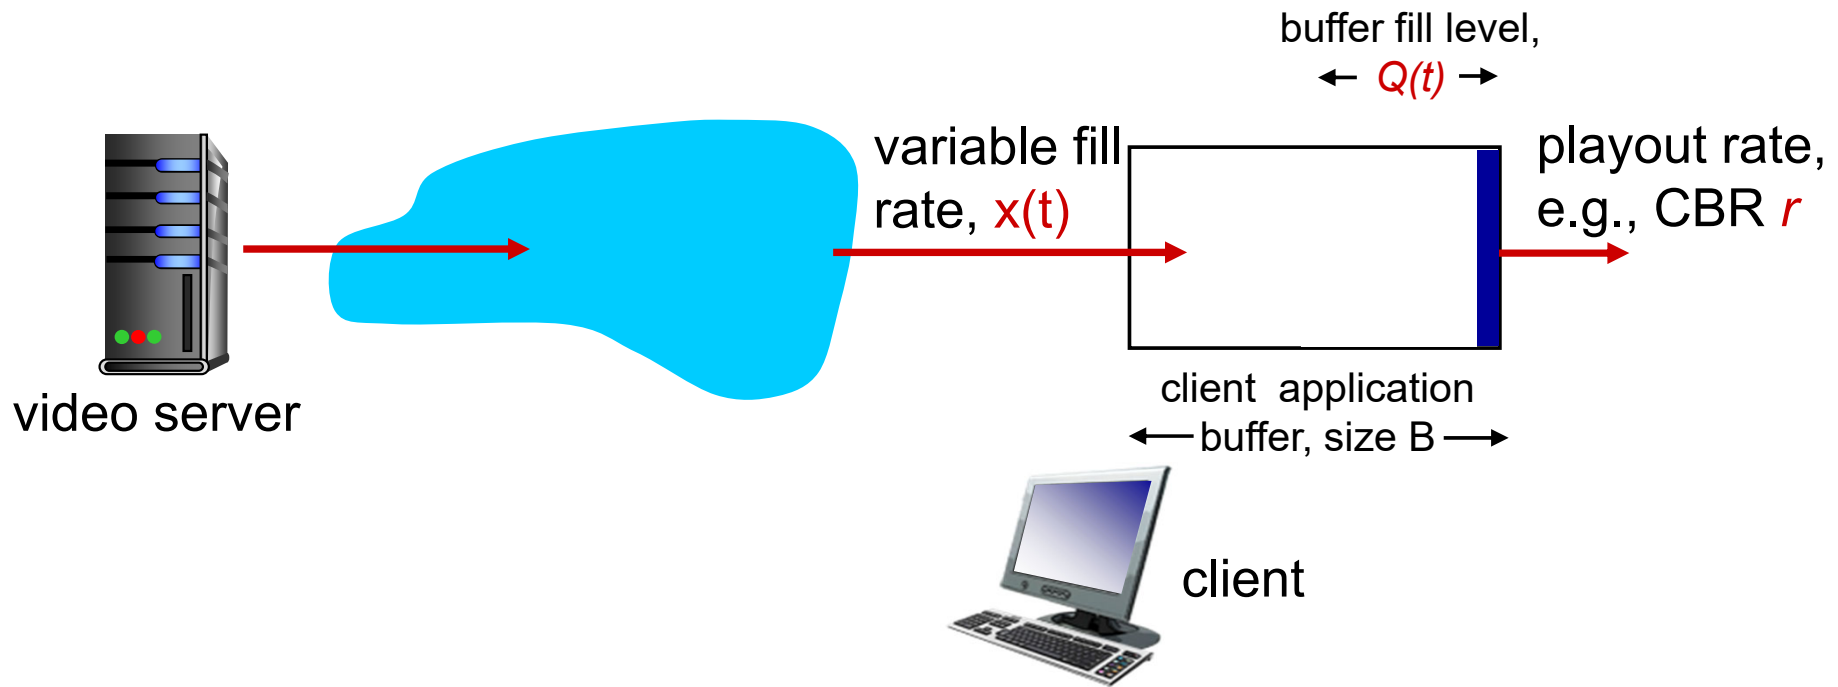 buffer fill level,
Q(t)
variable fill
rate, x(t)
playout rate,
e.g., CBR r
video server
client application
buffer, size B
client